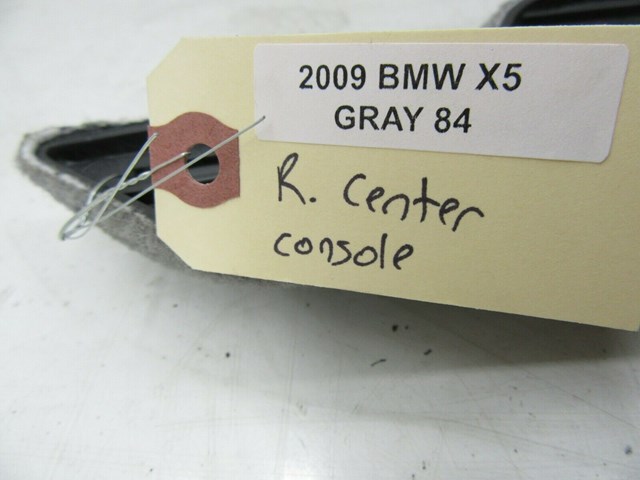 2009 BMW X5
GRAY 84
R. Center
console